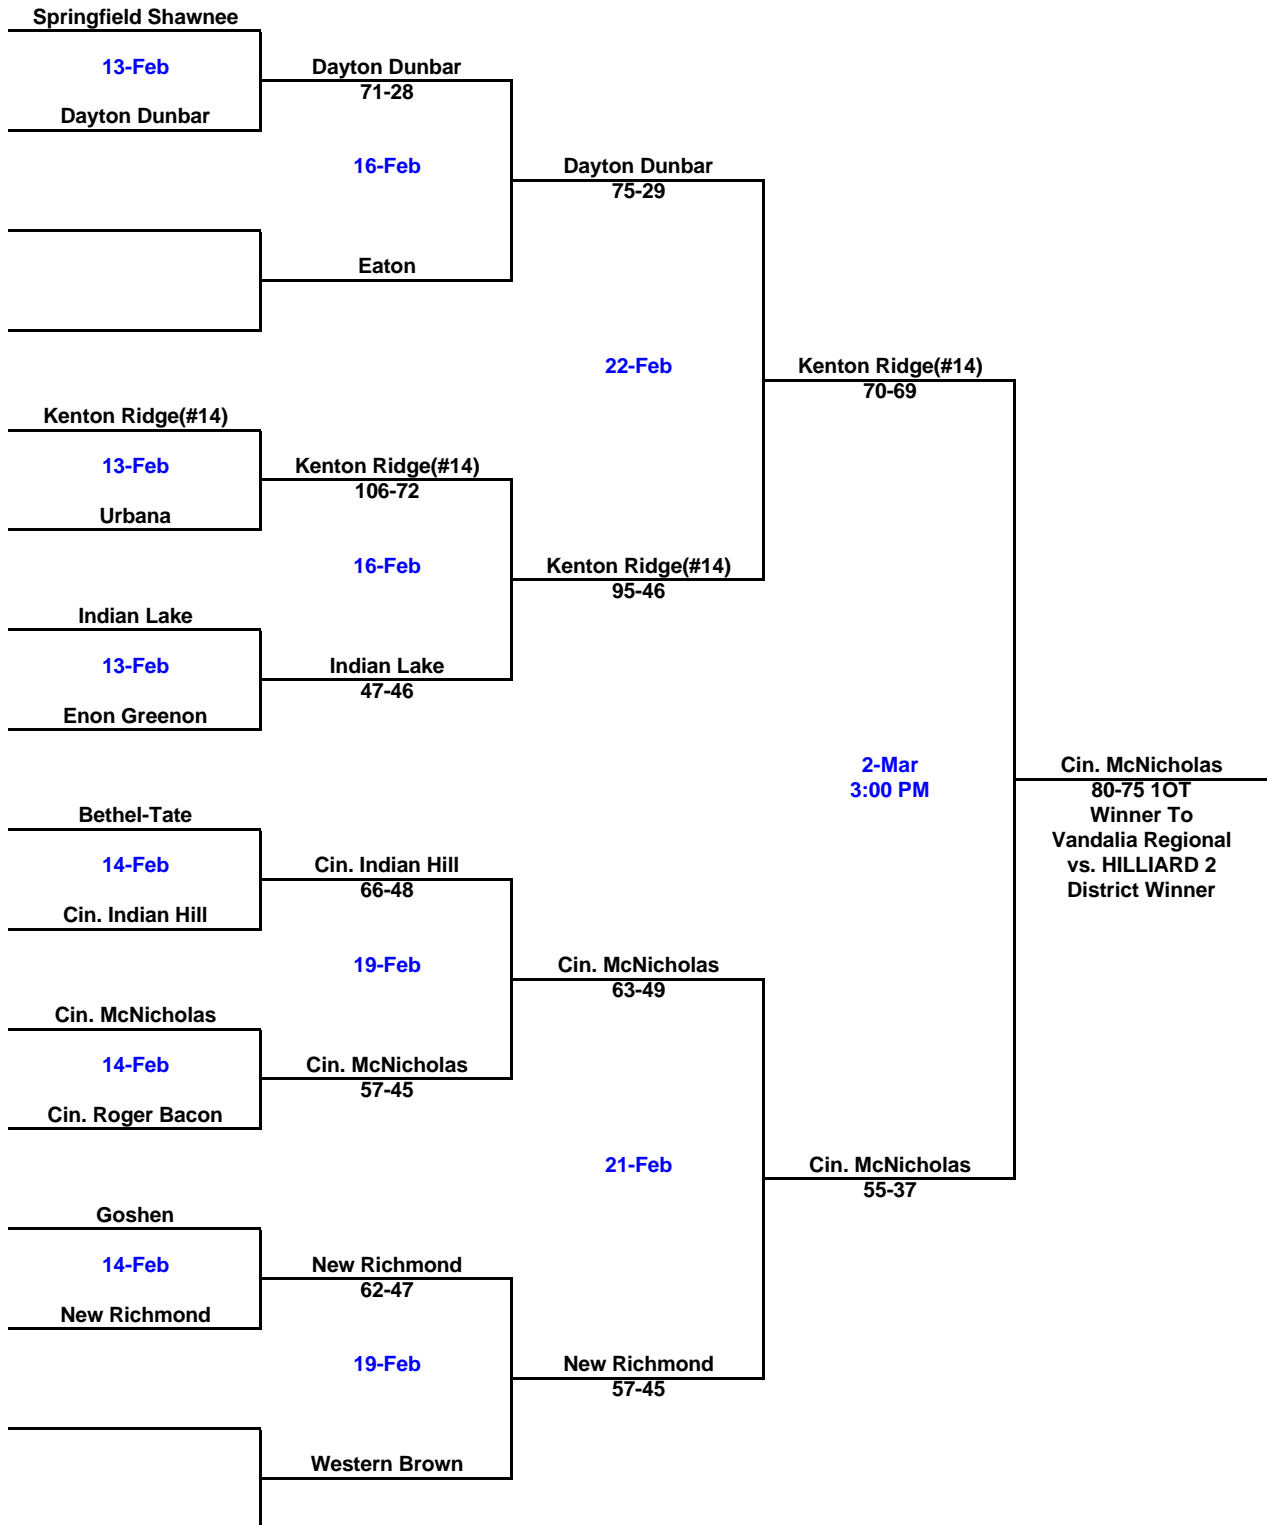 Springfield Shawnee
13-Feb
Dayton Dunbar
Dayton Dunbar
71-28
16-Feb
Dayton Dunbar
75-29
Eaton
22-Feb
Kenton Ridge(#14)
70-69
Kenton Ridge(#14)
13-Feb
Kenton Ridge(#14)
106-72
Urbana
16-Feb
Kenton Ridge(#14)
95-46
Indian Lake
13-Feb
Indian Lake
47-46
Enon Greenon
2-Mar
3:00 PM
Cin. McNicholas
80-75 1OT
Winner To
Vandalia Regional
vs. HILLIARD 2
District Winner
Bethel-Tate
14-Feb
Cin. Indian Hill
66-48
Cin. Indian Hill
19-Feb
Cin. McNicholas
63-49
Cin. McNicholas
14-Feb
Cin. McNicholas
57-45
Cin. Roger Bacon
21-Feb
Cin. McNicholas
55-37
Goshen
14-Feb
New Richmond
62-47
New Richmond
19-Feb
New Richmond
57-45
Western Brown